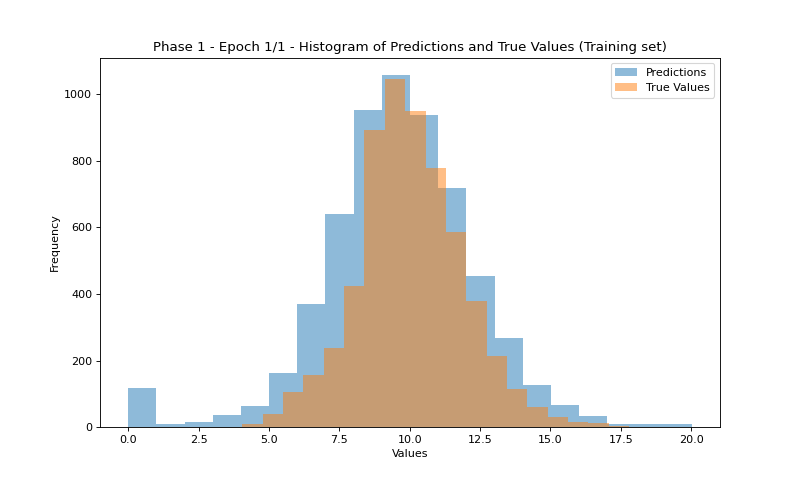 Phase 1 - Epoch 1/1 - Histogram of Predictions and True Values (Training set)
Predictions
True Values
1000
800
600
400
200
0
Frequency
0.0 2.5 5.0 7.5 10.0 12.5 15.0 17.5 20.0
Values